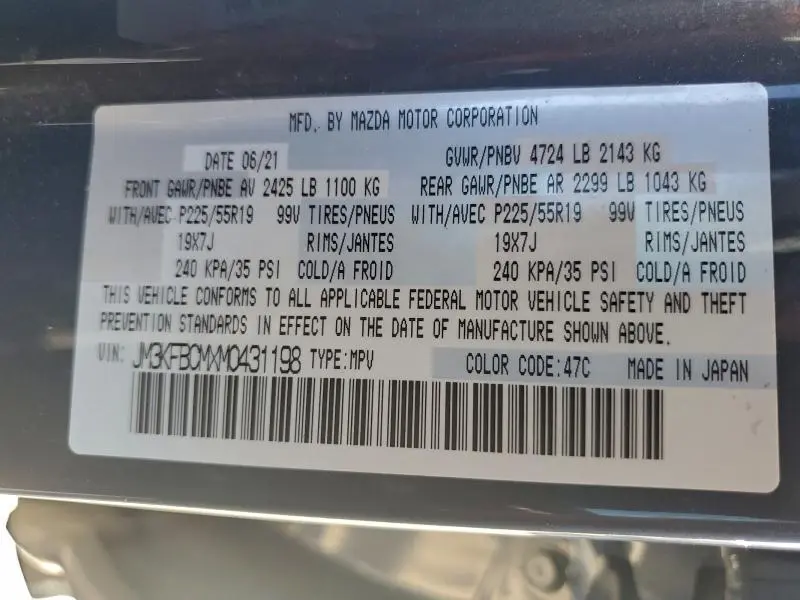 MFD. BY MAZDA MOTOR CORPORATION
DATE 06/21 GVWR/PNBV 4724 LB 2143 KG
FRONT GAWR/PNBE AV 2425 LB 1100 KG REAR GAWR/PNBE AR 2299 LB 1043 KG
WITH/AVEC P225/55R19 99V TIRES/PNEUS WITH/AVEC P225/55R19 99V TIRES/PNEUS
19X7J RIMS/JANTES 19X7J RIMS/JANTES
240 KPA/35 PSI COLD/A FROID 240 KPA/35 PSI COLD/A FROID
THIS VEHICLE CONFORMS TO ALL APPLICABLE FEDERAL MOTOR VEHICLE SAFETY AND THEFT
PREVENTION STANDARDS IN EFFECT ON THE DATE OF MANUFACTURE SHOWN ABOVE.
VIN: JM3KFBCMXM0431198 TYPE:MPV COLOR CODE:47C MADE IN JAPAN